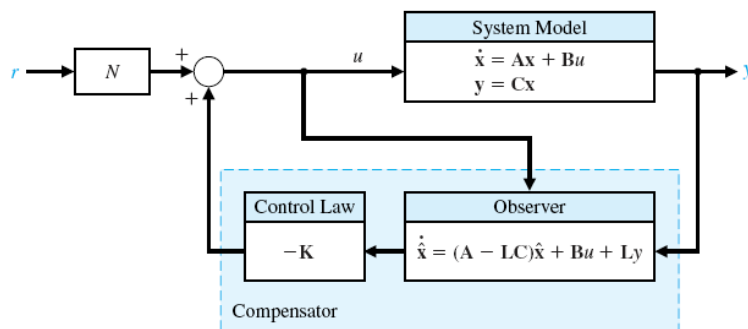 System Model
ẋ = Ax + Bu
y = Cx
r
N
+
+
u
y
Control Law
−K
Observer
x̂̇ = (A − LC)x̂ + Bu + Ly
Compensator